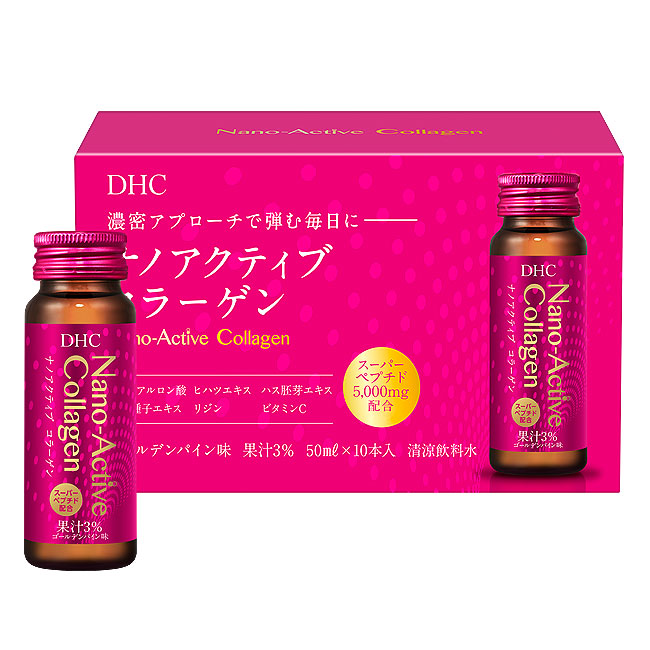 Nano-Active Collagen
DHC
濃密アプローチで弾む毎日に
ノアクティブ
ラーゲン
no-Active Collagen
アルロン酸 ヒハツエキス ハス胚芽エキス
種子エキス リジン ビタミンC
スーパー
ペプチド
5,000mg
配合
ルデンパイン味 果汁3% 50ml×10本入 清涼飲料水
DHC
Nano-Active
Collagen
ナノアクティブ コラーゲン
スーパー
ペプチド
配合
果汁3%
ゴールデンパイン味
DHC
Nano-Active
Collagen
ナノアクティブ コラーゲン
スーパー
ペプチド
配合
果汁3%
ゴールデンパイン味